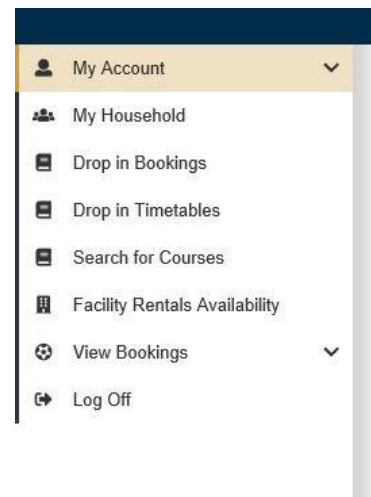 My Account
My Household
Drop in Bookings
Drop in Timetables
Search for Courses
Facility Rentals Availability
View Bookings
Log Off